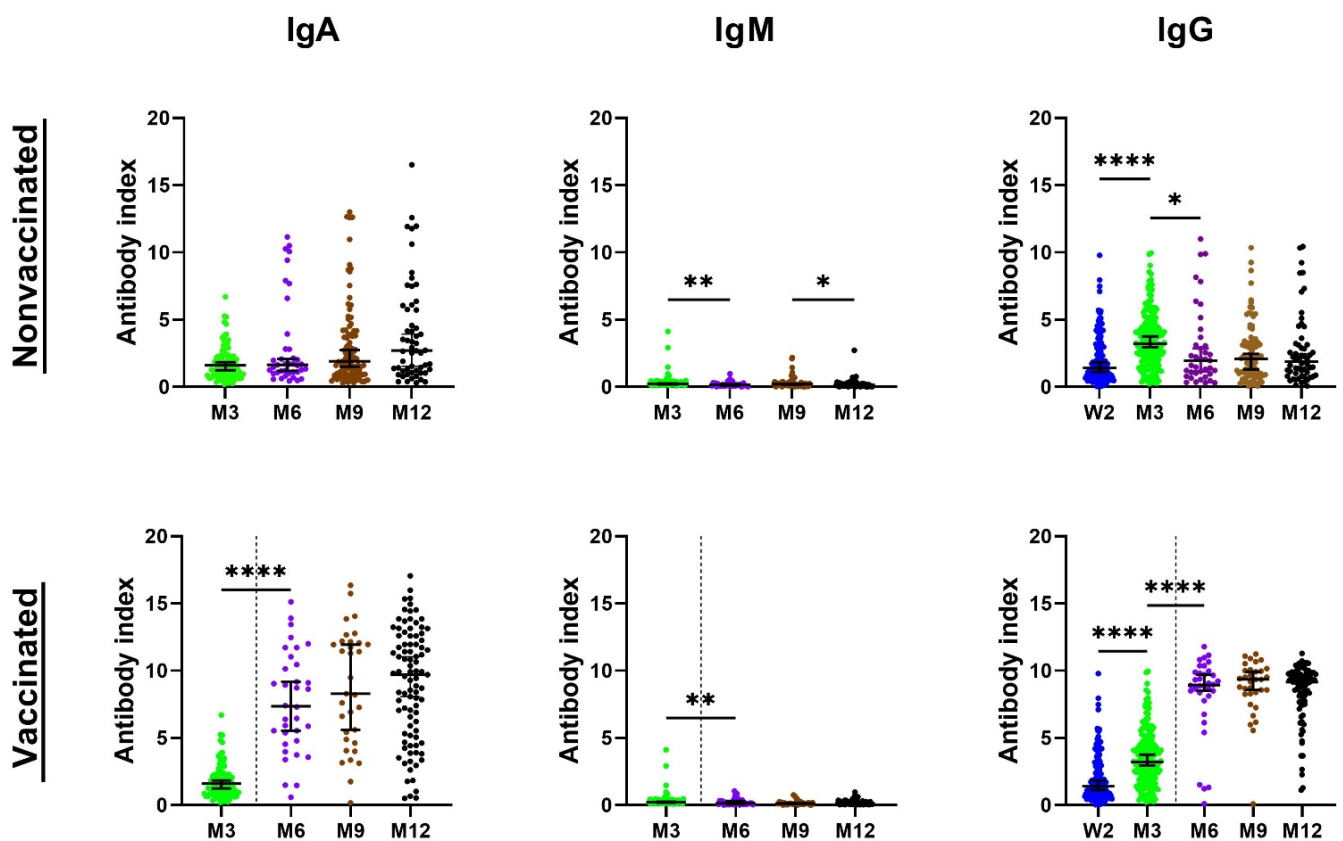 IgA IgM IgG
Nonvaccinated
Antibody index
20
15
10
5
0
M3 M6 M9 M12
Antibody index
20
15
10
5
0
**
*
M3 M6 M9 M12
Antibody index
20
15
10
5
0
****
*
W2 M3 M6 M9 M12
Vaccinated
Antibody index
20
15
10
5
0
****
M3 M6 M9 M12
Antibody index
20
15
10
5
0
**
M3 M6 M9 M12
Antibody index
20
15
10
5
0
****
****
W2 M3 M6 M9 M12